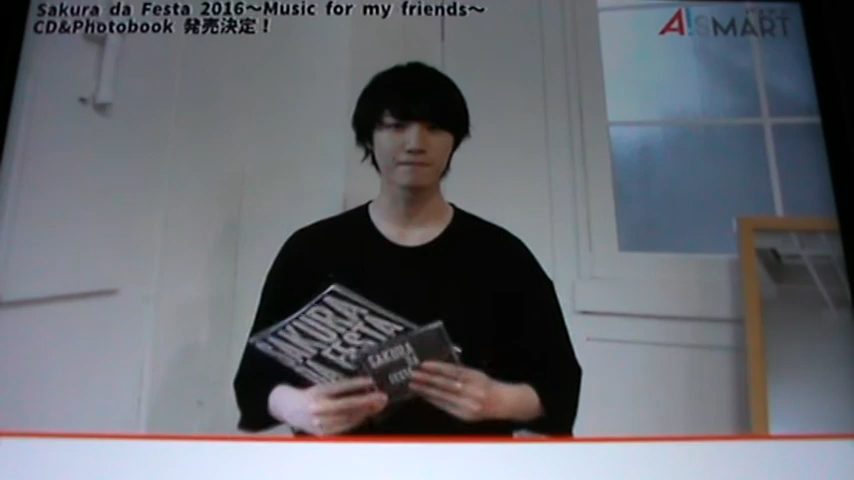 Sakura da Festa 2016～Music for my friends～
CD&Photobook 発売決定！
A!SMART
SAKURA
DA FESTA
SAKURA
FESTA